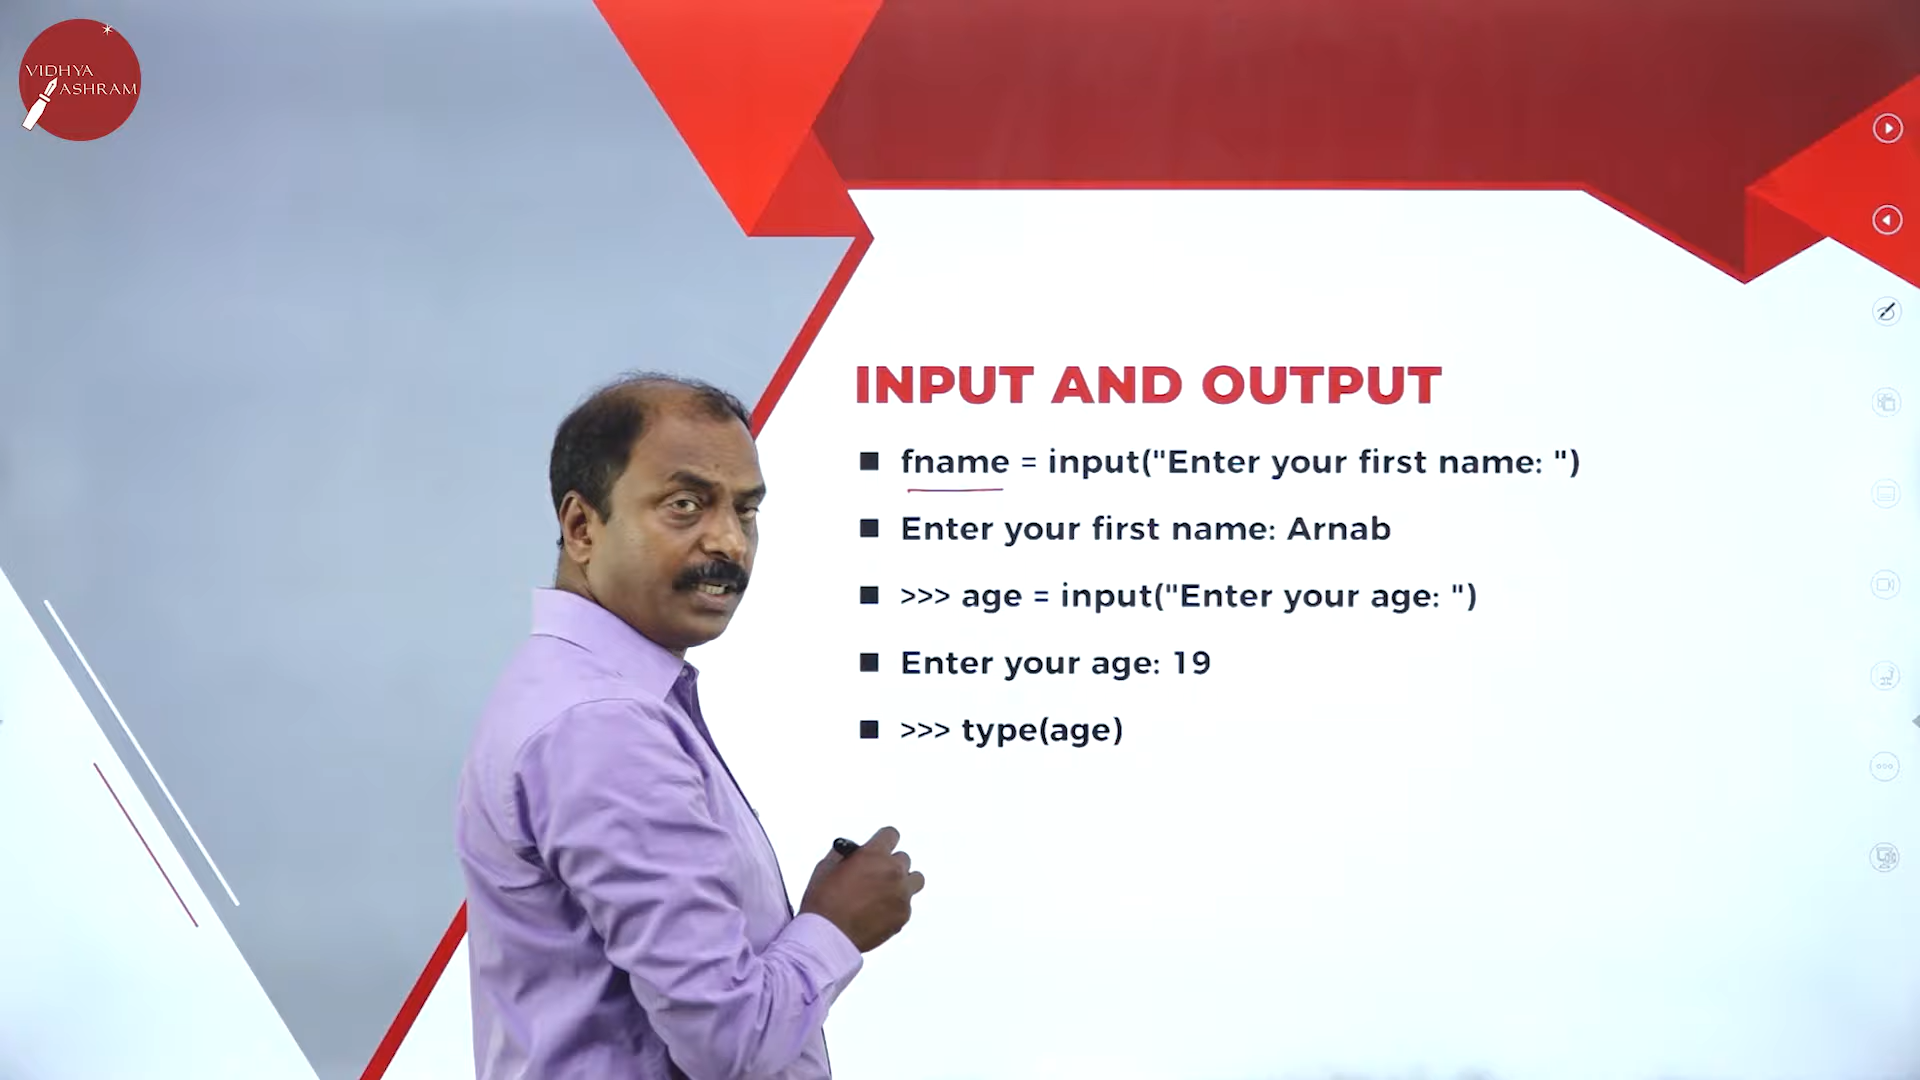 VIDHYA
ASHRAM
INPUT AND OUTPUT
fname = input("Enter your first name: ")
Enter your first name: Arnab
>>> age = input("Enter your age: ")
Enter your age: 19
>>> type(age)